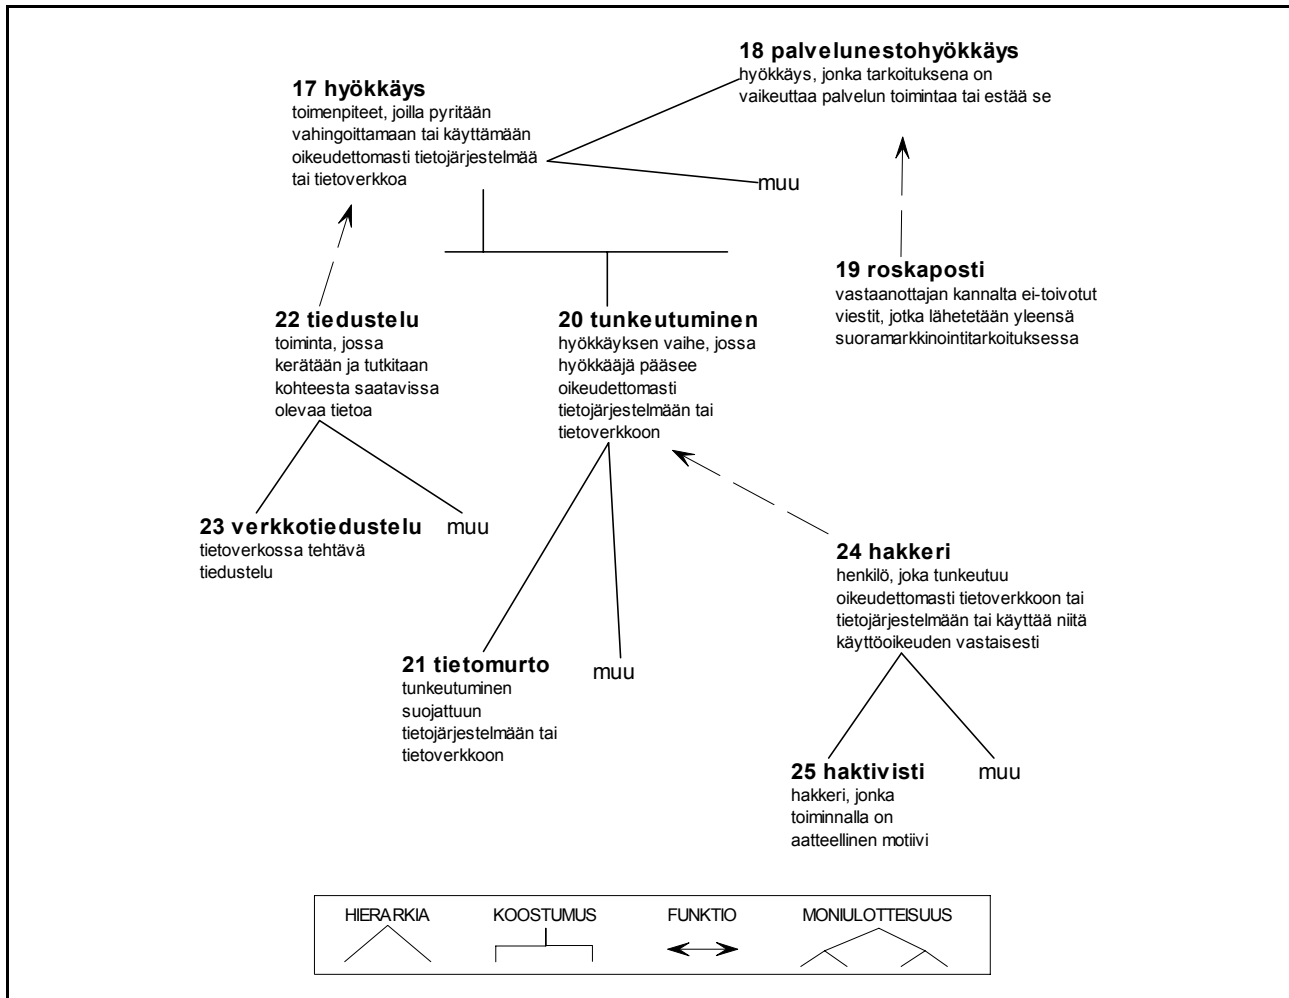 18 palvelunestohyökkäys
hyökkäys, jonka tarkoituksena on
vaikeuttaa palvelun toimintaa tai estää se
17 hyökkäys
toimenpiteet, joilla pyritään
vahingoittamaan tai käyttämään
oikeudettomasti tietojärjestelmää
tai tietoverkkoa
muu
19 roskaposti
vastaanottajan kannalta ei-toivotut
viestit, jotka lähetetään yleensä
suoramarkkinointitarkoituksessa
22 tiedustelu
toiminta, jossa
kerätään ja tutkitaan
kohteesta saatavissa
olevaa tietoa
20 tunkeutuminen
hyökkäyksen vaihe, jossa
hyökkääjä pääsee
oikeudettomasti
tietojärjestelmään tai
tietoverkkoon
23 verkkotiedustelu
tietoverkossa tehtävä
tiedustelu
muu
24 hakkeri
henkilö, joka tunkeutuu
oikeudettomasti tietoverkkoon tai
tietojärjestelmään tai käyttää niitä
käyttöoikeuden vastaisesti
21 tietomurto
tunkeutuminen
suojattuun
tietojärjestelmään tai
tietoverkkoon
muu
25 haktivisti
hakkeri, jonka
toiminnalla on
aatteellinen motiivi
muu
HIERARKIA
KOOSTUMUS
FUNKTIO
MONIULOTTEISUUS